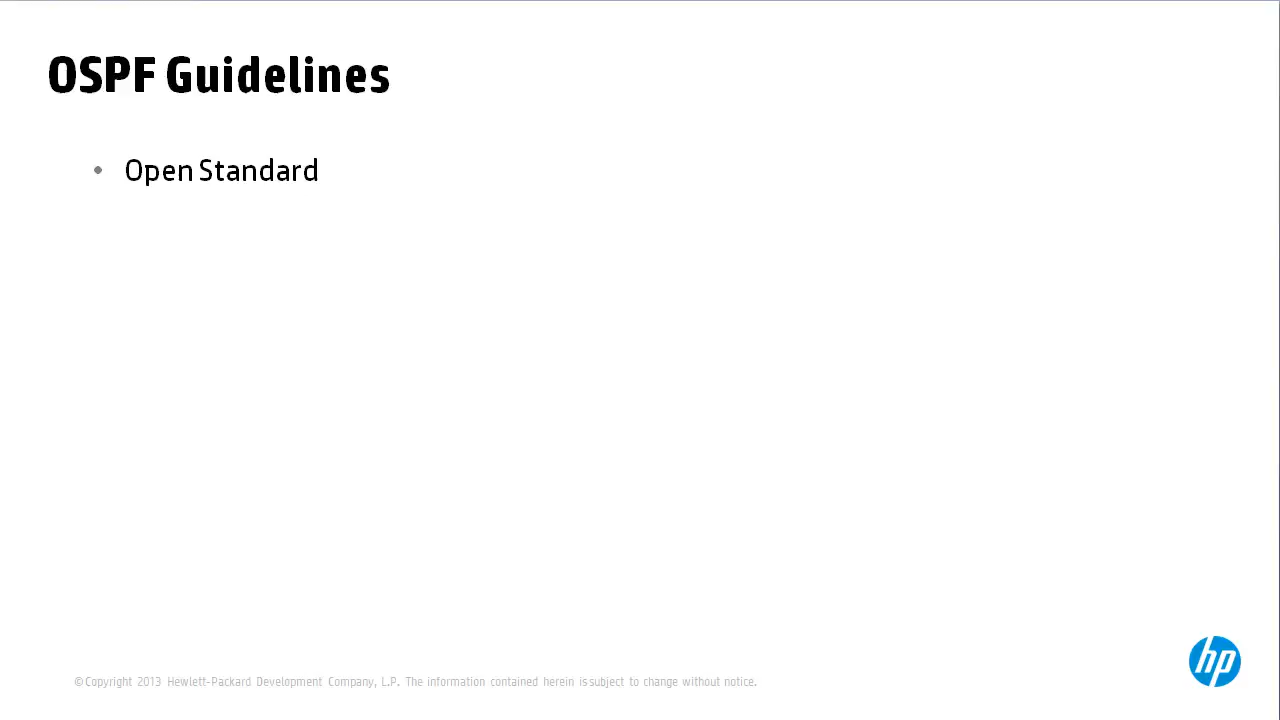 OSPF Guidelines
• Open Standard
hp
© Copyright 2013 Hewlett-Packard Development Company, L.P. The information contained herein is subject to change without notice.